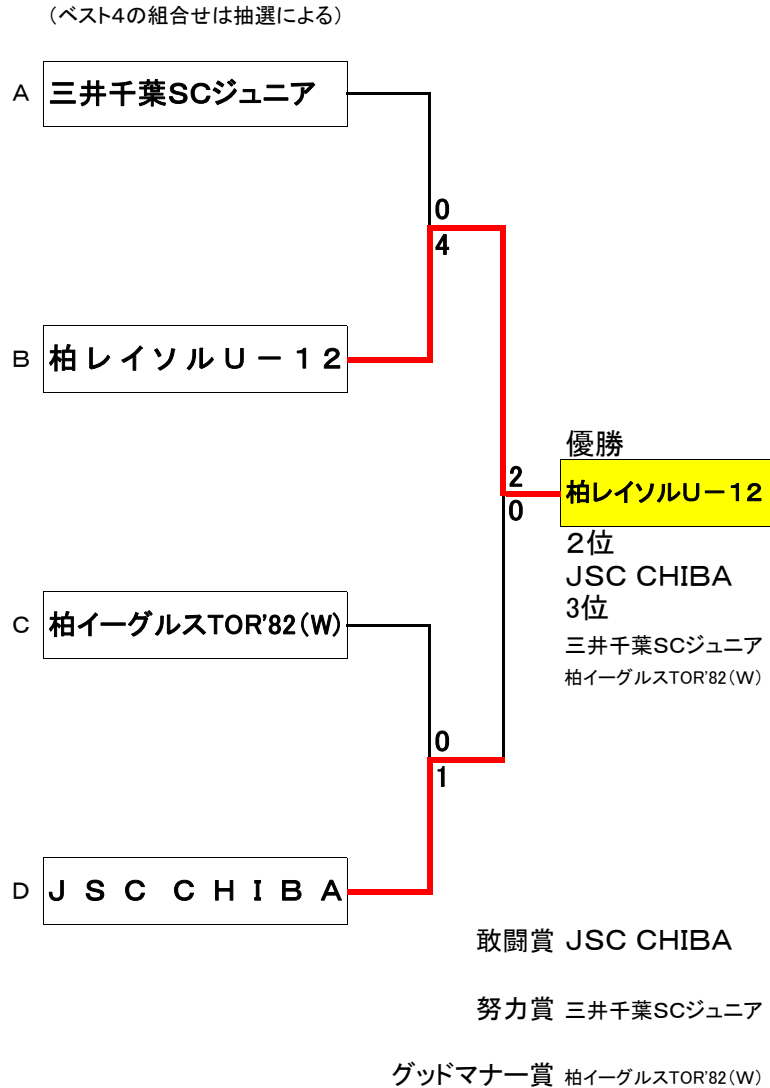 （ベスト4の組合せは抽選による）
A 三井千葉SCジュニア
0
4
B 柏レイソルU－12
優勝
2
柏レイソルU－12
0
2位
JSC CHIBA
3位
C 柏イーグルスTOR'82（W）
三井千葉SCジュニア
柏イーグルスTOR'82（W）
0
1
D JSC CHIBA
敢闘賞 JSC CHIBA
努力賞 三井千葉SCジュニア
グッドマナー賞 柏イーグルスTOR'82（W）